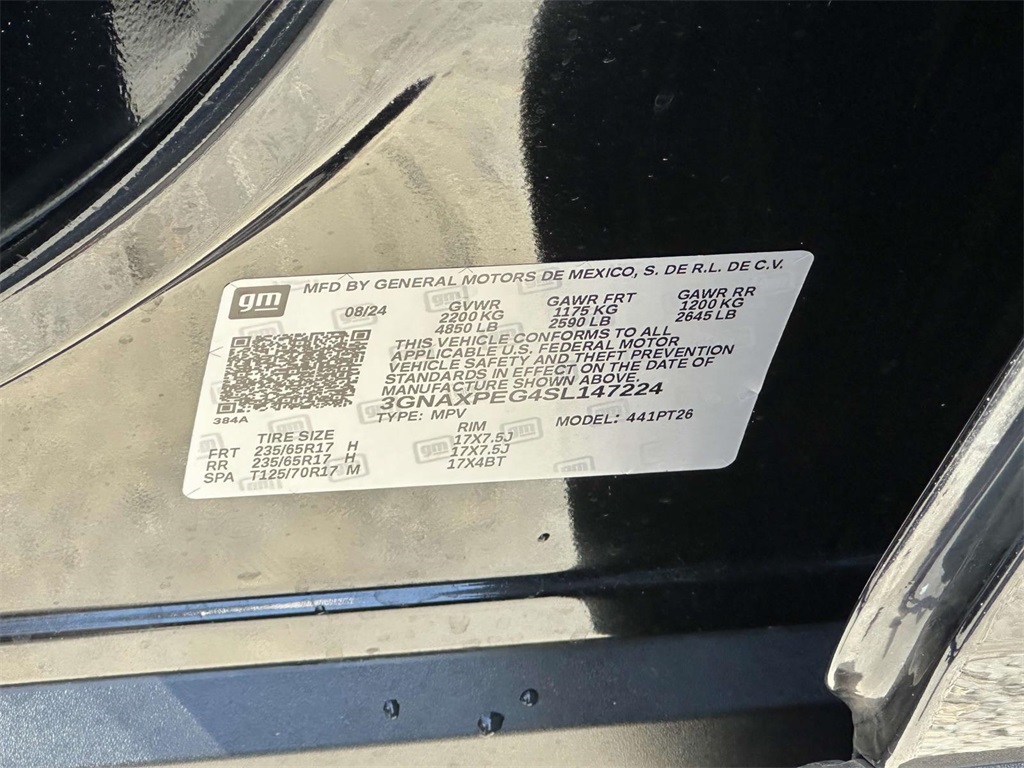 gm MFD BY GENERAL MOTORS DE MEXICO, S. DE R.L. DE C.V.
08/24 GVWR GAWR FRT GAWR RR
2200 KG 1175 KG 1200 KG
4850 LB 2590 LB 2645 LB
THIS VEHICLE CONFORMS TO ALL
APPLICABLE U.S. FEDERAL MOTOR
VEHICLE SAFETY AND THEFT PREVENTION
STANDARDS IN EFFECT ON THE DATE OF
MANUFACTURE SHOWN ABOVE.
3GNAXPEG4SL147224
3B4A TYPE: MPV MODEL: 441PT26
TIRE SIZE RIM
FRT 235/65R17 H 17X7.5J
RR 235/65R17 H 17X7.5J
SPA T125/70R17 M 17X4BT